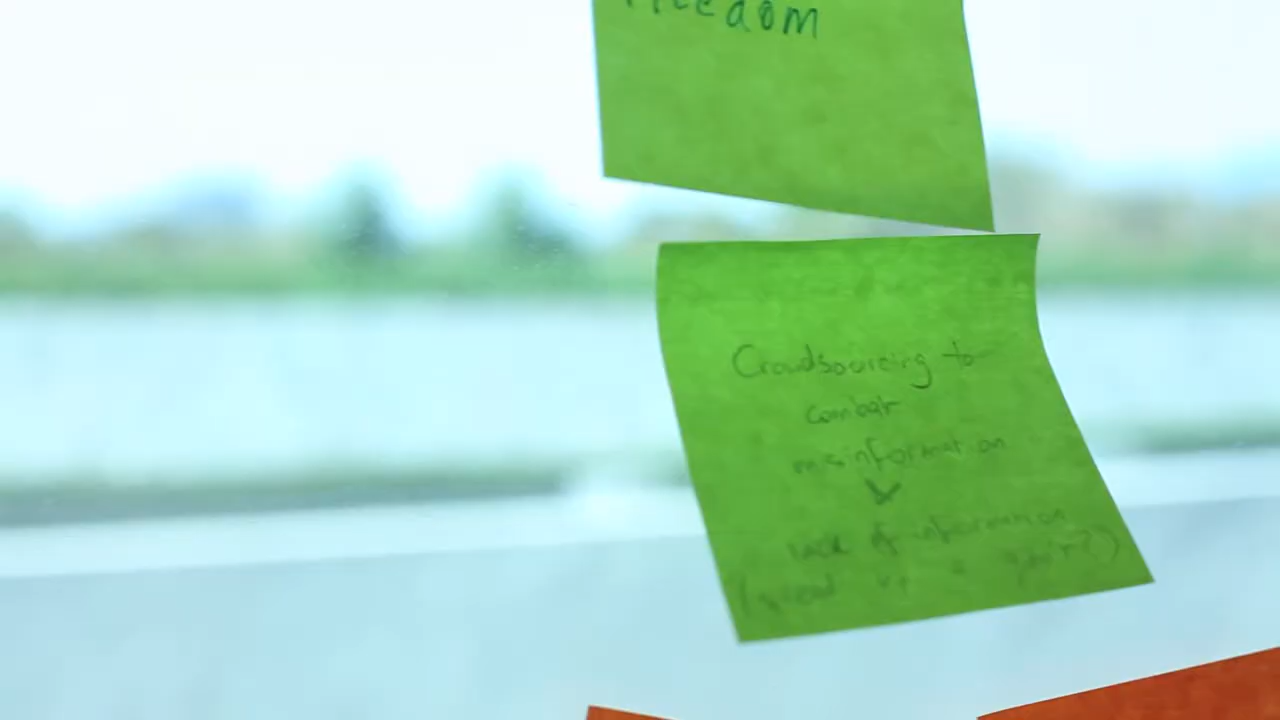 freedom
Crowdsourcing to
combat
misinformation
lack of information